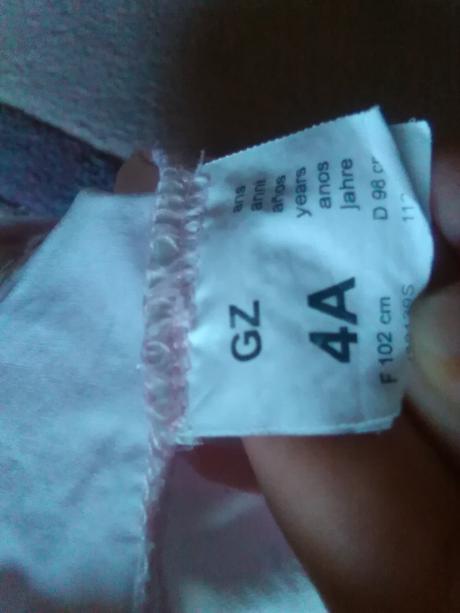 GZ
4A
ans
anni
años
years
anos
Jahre
F 102 cm D 98